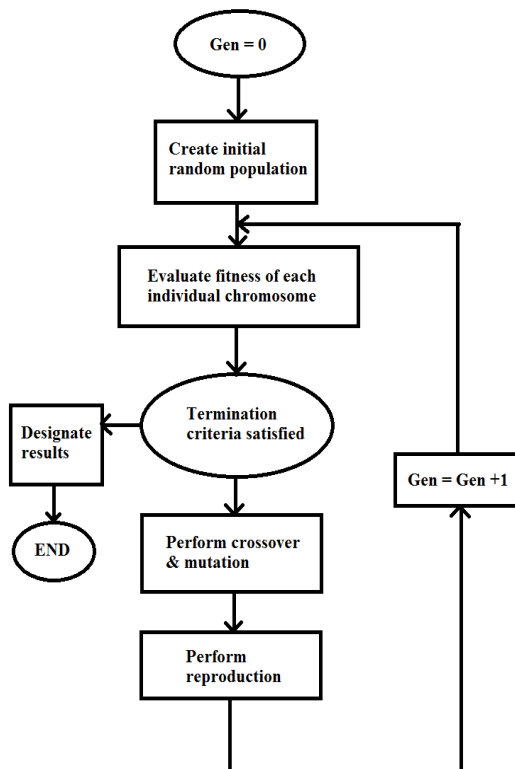 Gen = 0
Create initial
random population
Evaluate fitness of each
individual chromosome
Termination
criteria satisfied
Designate
results
END
Gen = Gen +1
Perform crossover
& mutation
Perform
reproduction